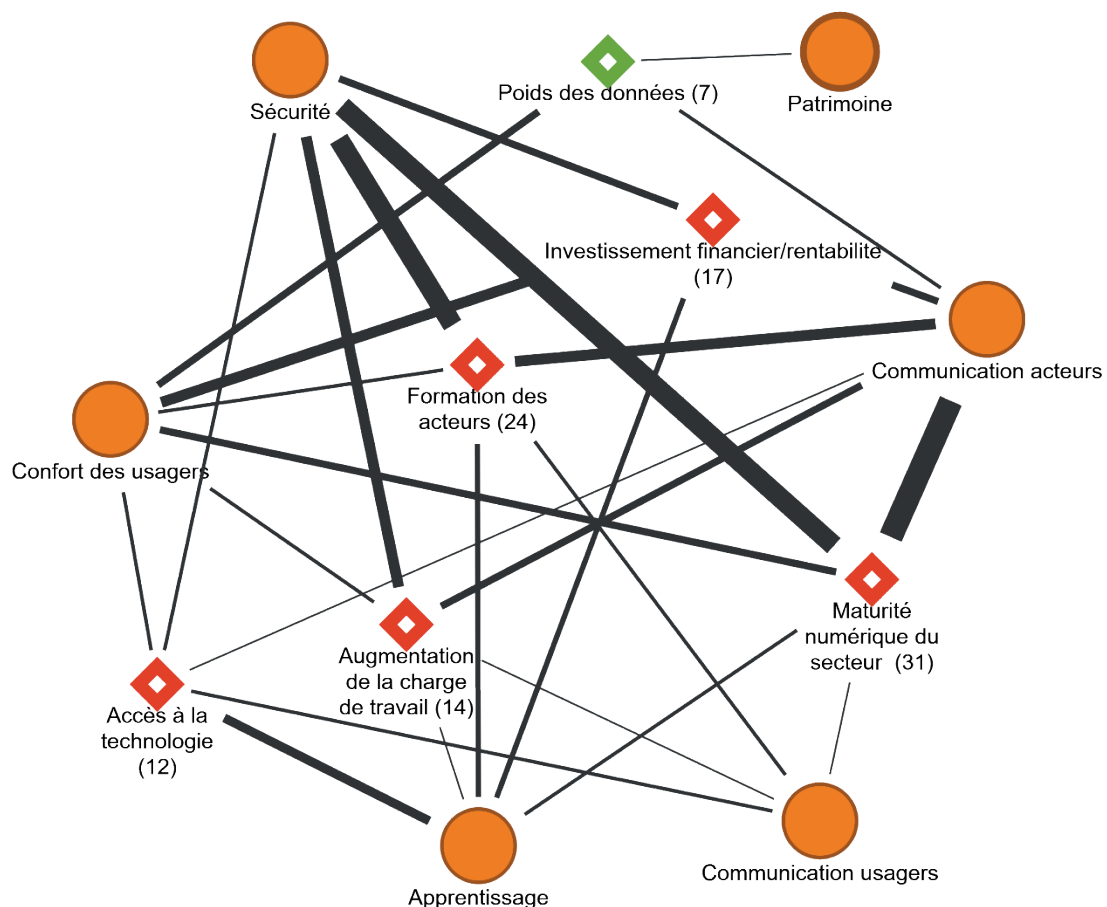 Sécurité
Poids des données (7)
Patrimoine
Investissement financier/rentabilité
(17)
Communication acteurs
Formation des
acteurs (24)
Confort des usagers
Maturité
numérique du
secteur (31)
Augmentation
de la charge
de travail (14)
Accès à la
technologie
(12)
Communication usagers
Apprentissage